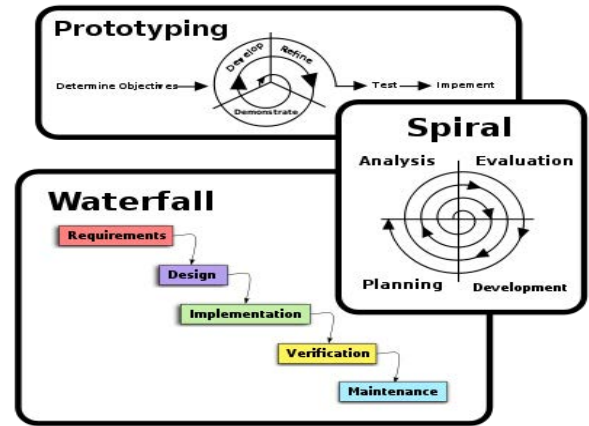 Prototyping
Determine Objectives
Develop
Refine
Demonstrate
Test
Impement
Spiral
Analysis
Evaluation
Planning
Development
Waterfall
Requirements
Design
Implementation
Verification
Maintenance